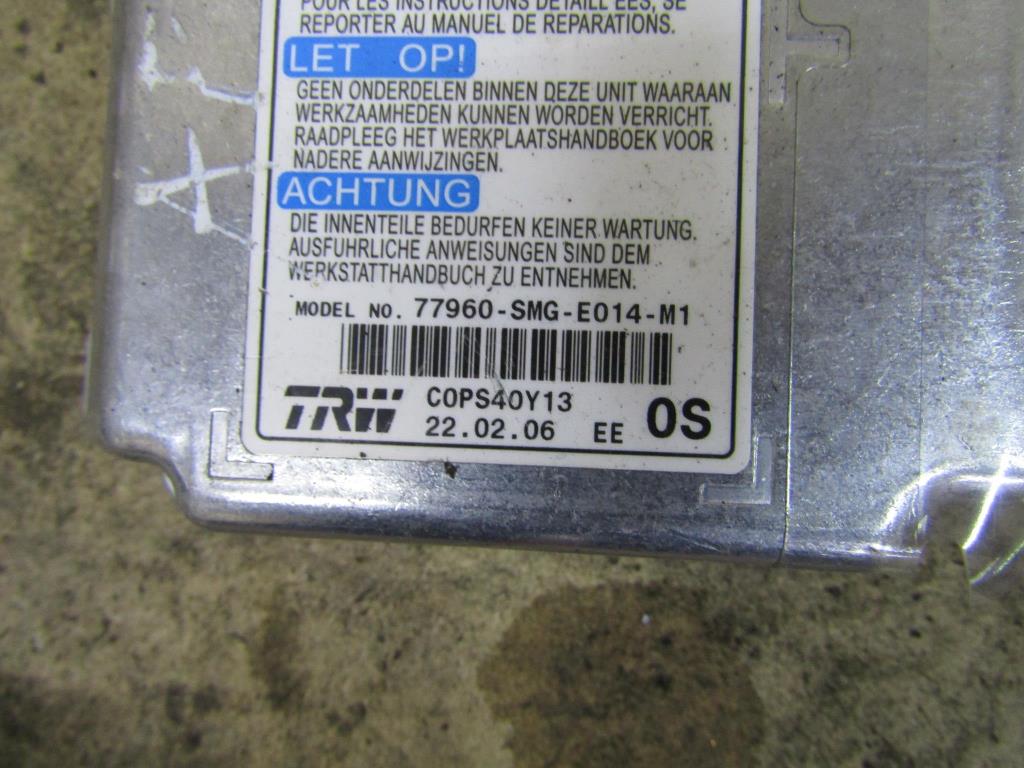 POUR LES INSTRUCTIONS DETAILL EES, SE
REPORTER AU MANUEL DE REPARATIONS.
LET OP!
GEEN ONDERDELEN BINNEN DEZE UNIT WAARAAN
WERKZAAMHEDEN KUNNEN WORDEN VERRICHT.
RAADPLEEG HET WERKPLAATSHANDBOEK VOOR
NADERE AANWIJZINGEN.
ACHTUNG
DIE INNENTEILE BEDURFEN KEINER WARTUNG.
AUSFUHRLICHE ANWEISUNGEN SIND DEM
WERKSTATTHANDBUCH ZU ENTNEHMEN.
MODEL NO. 77960-SMG-E014-M1
TRW C0PS40Y13
22.02.06 EE 0S